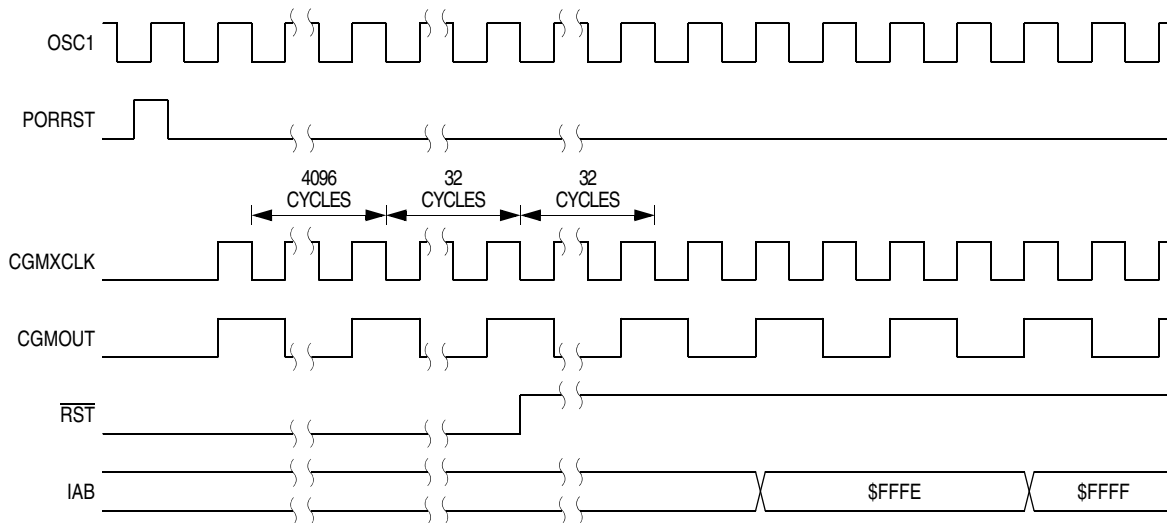 OSC1
PORRST
4096
CYCLES
32
CYCLES
32
CYCLES
CGMXCLK
CGMOUT
RST
IAB
$FFFE
$FFFF